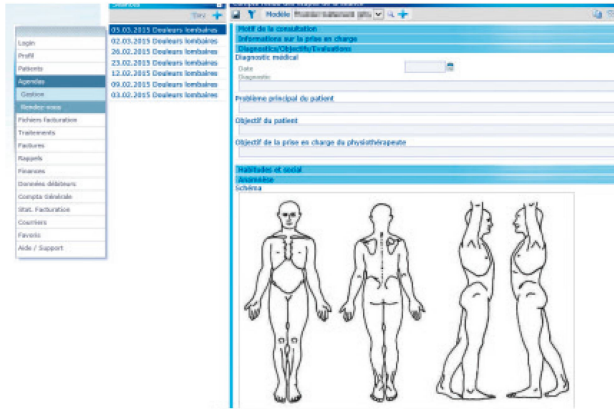 Login
Profil
Patients
Agendas
Gestion
Rendez-vous
Fichiers facturation
Traitements
Factures
Rappels
Finances
Données débiteurs
Compta Générale
Stat. Facturation
Courriers
Favoris
Aide / Support
03.03.2015 Douleurs lombaires
02.03.2015 Douleurs lombaires
26.02.2015 Douleurs lombaires
23.02.2015 Douleurs lombaires
12.02.2015 Douleurs lombaires
09.02.2015 Douleurs lombaires
03.02.2015 Douleurs lombaires
Modèle
Motif de la consultation
Informations sur la prise en charge
Diagnostics/Objectifs/Evaluations
Diagnostic médical
Date
Diagnostic
Problème principal du patient
Objectif du patient
Objectif de la prise en charge du physiothérapeute
Habitudes et social
Anamnèse
Schéma